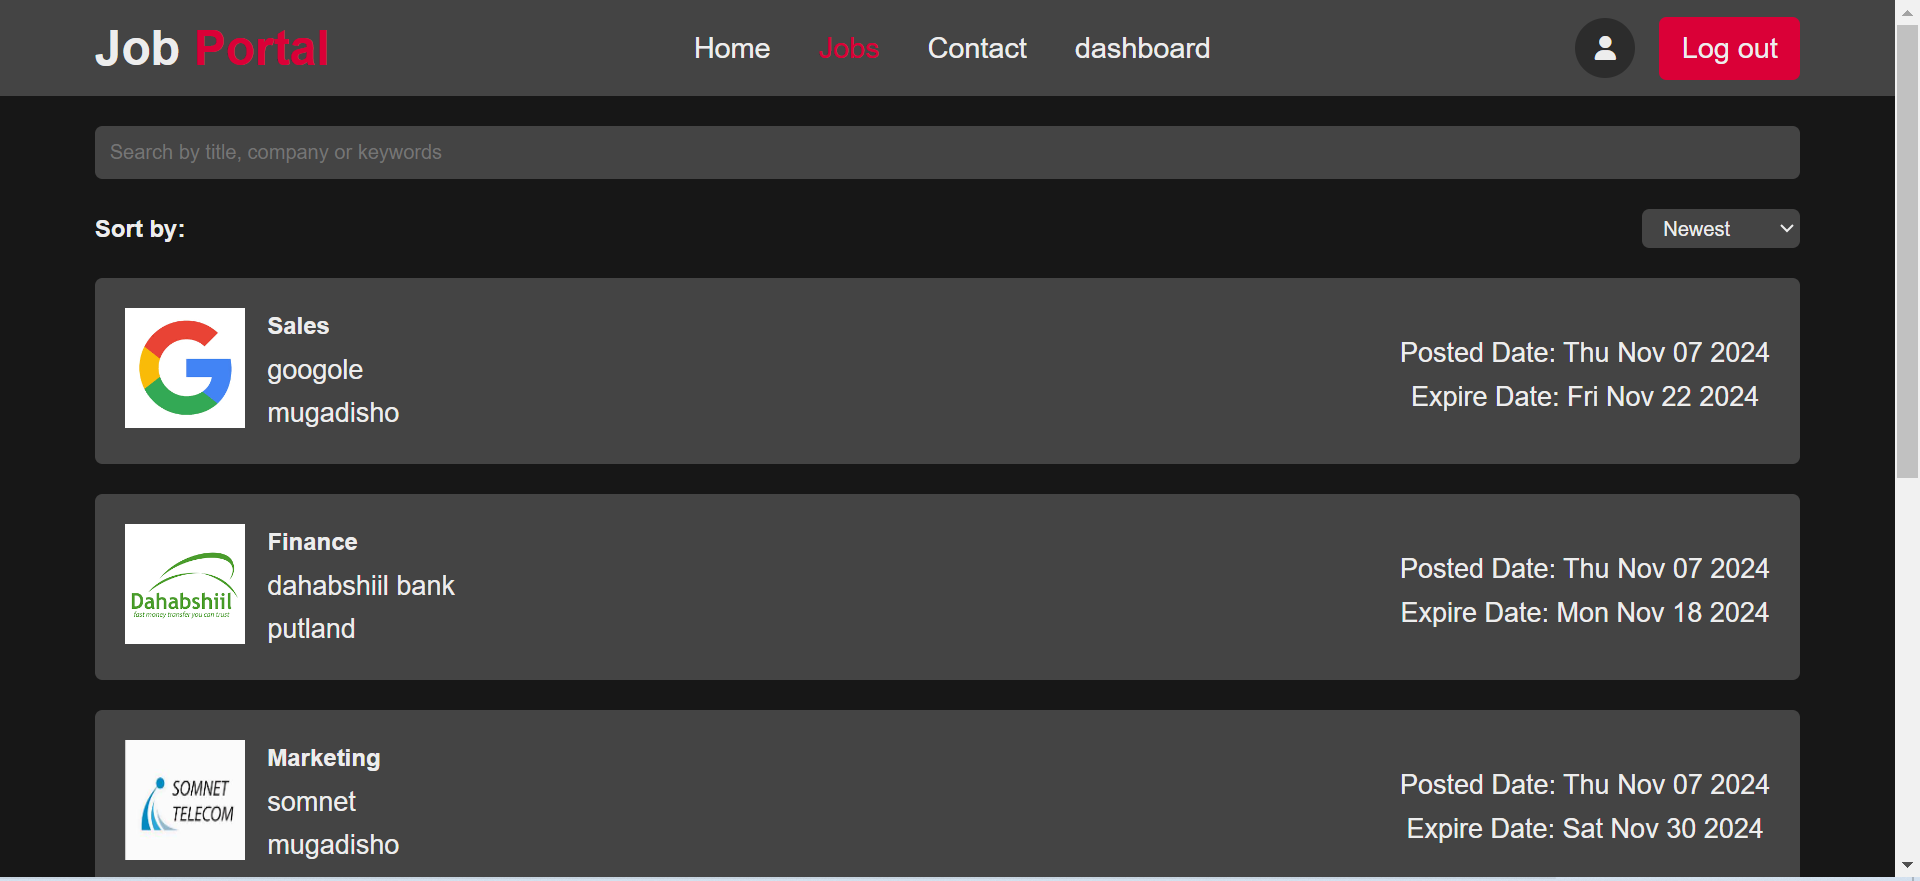 Job Portal
Home
Jobs
Contact
dashboard
Log out
Search by title, company or keywords
Sort by:
Newest
Sales
googole
mugadisho
Posted Date: Thu Nov 07 2024
Expire Date: Fri Nov 22 2024
Dahabshiil
fast money transfer you can trust
Finance
dahabshiil bank
putland
Posted Date: Thu Nov 07 2024
Expire Date: Mon Nov 18 2024
SOMNET
TELECOM
Marketing
somnet
mugadisho
Posted Date: Thu Nov 07 2024
Expire Date: Sat Nov 30 2024